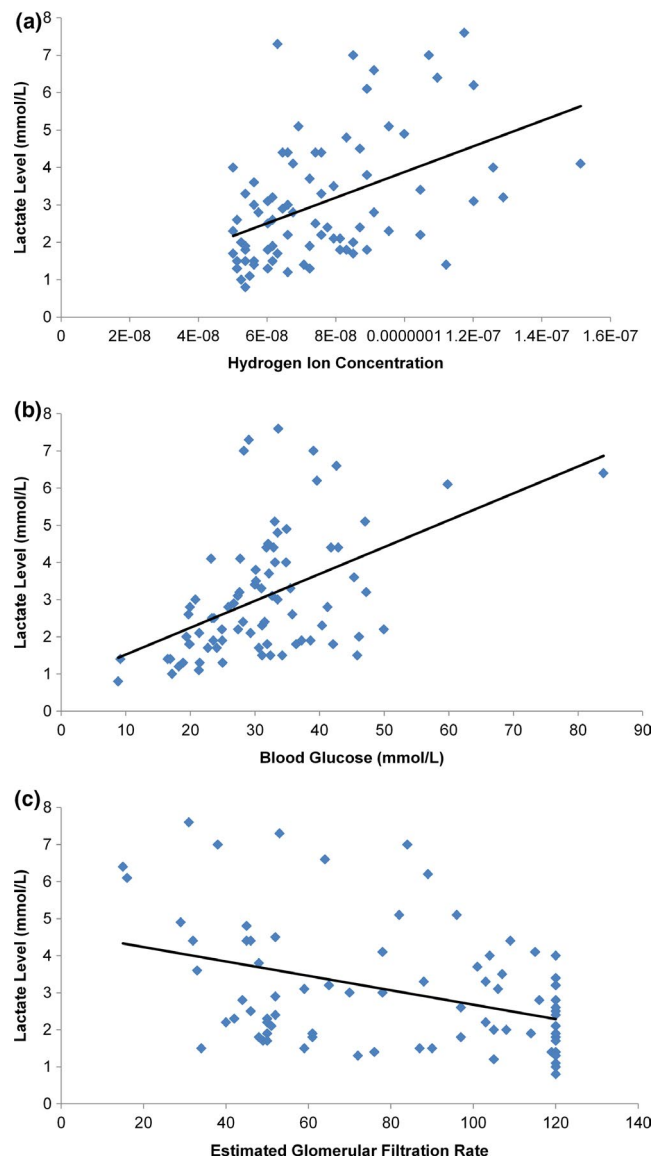 (a)
8
7
6
5
4
3
2
1
0
Lactate Level (mmol/L)
0 2E-08 4E-08 6E-08 8E-08 0.0000001 1.2E-07 1.4E-07 1.6E-07
Hydrogen Ion Concentration
(b)
8
7
6
5
4
3
2
1
0
Lactate Level (mmol/L)
0 10 20 30 40 50 60 70 80 90
Blood Glucose (mmol/L)
(c)
8
7
6
5
4
3
2
1
0
Lactate Level (mmol/L)
0 20 40 60 80 100 120 140
Estimated Glomerular Filtration Rate